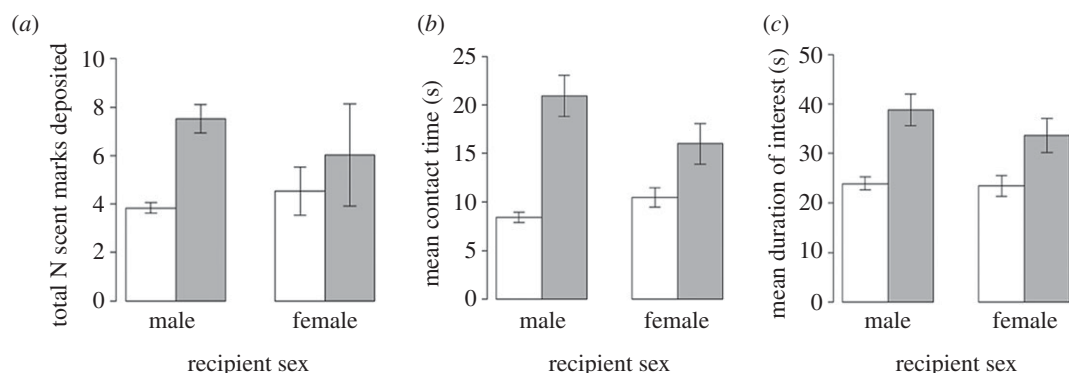 (a)
total N scent marks deposited
10
8
6
4
2
0
male
female
recipient sex
(b)
mean contact time (s)
25
20
15
10
5
0
male
female
recipient sex
(c)
mean duration of interest (s)
50
40
30
20
10
0
male
female
recipient sex